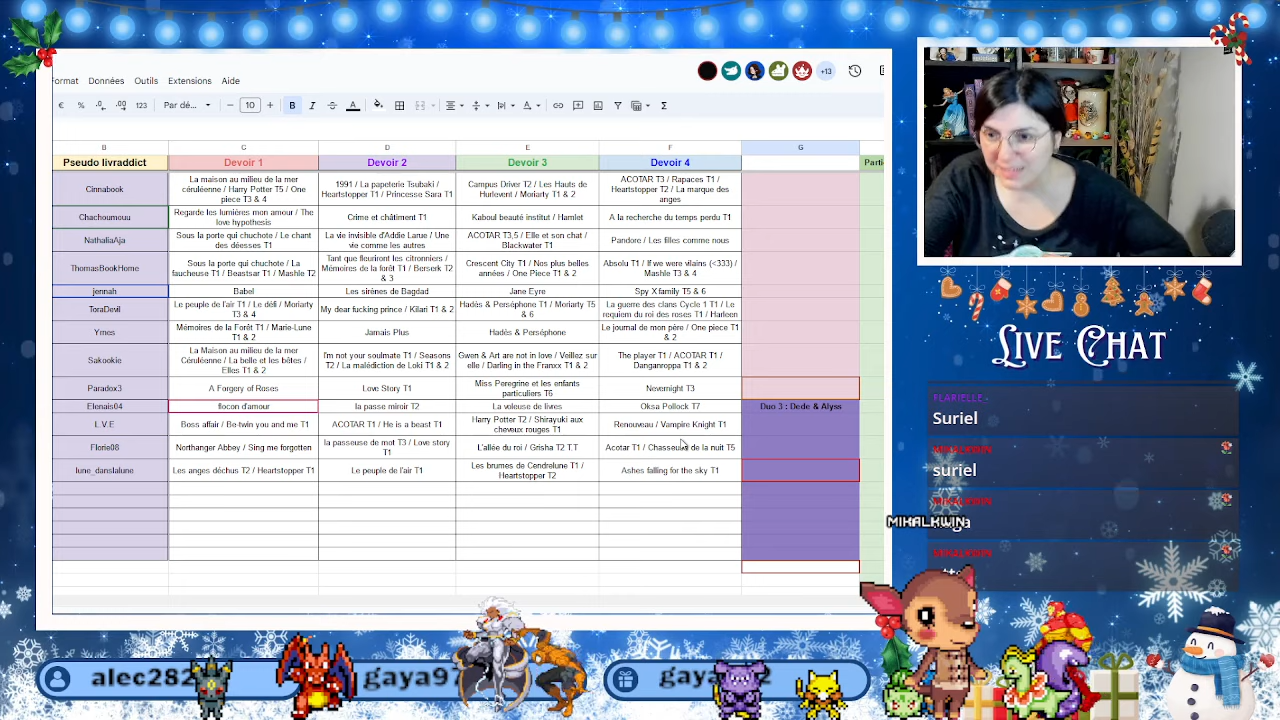 ormat Données Outils Extensions Aide
+13
€ % 123 Par dé... 10 B I A Σ
B C D E F G
Pseudo livraddict Devoir 1 Devoir 2 Devoir 3 Devoir 4 Parti
Cinnabook
La maison au milieu de la mer
céruléenne / Harry Potter T5 / One
piece T3 & 4
1991 / La papeterie Tsubaki /
Heartstopper T1 / Princesse Sara T1
Campus Driver T2 / Les Hauts de
Hurlevent / Moriarty T1 & 2
ACOTAR T3 / Rapaces T1 /
Heartstopper T2 / La marque des
anges
Chachoumouu
Regarde les lumières mon amour / The
love hypothesis
Crime et châtiment T1
Kaboul beauté institut / Hamlet
A la recherche du temps perdu T1
NathaliaAja
Sous la porte qui chuchote / Le chant
des déesses T1
La vie invisible d'Addie Larue / Une
vie comme les autres
ACOTAR T3,5 / Elle et son chat /
Blackwater T1
Pandore / Les filles comme nous
ThomasBookHome
Sous la porte qui chuchote / La
faucheuse T1 / Beastsar T1 / Mashle T2
Tant que fleuriront les citronniers /
Mémoires de la forêt T1 / Berserk T2
& 3
Crescent City T1 / Nos plus belles
années / One Piece T1 & 2
Absolu T1 / If we were vilains (<333) /
Mashle T3 & 4
jennah
Babel
Les sirènes de Bagdad
Jane Eyre
Spy X family T5 & 6
ToraDevil
Le peuple de l'air T1 / Le déli / Moriarty
T3 & 4
My dear fucking prince / Kilari T1 & 2
Hadès & Perséphone T1 / Moriarty T5
& 6
La guerre des clans Cycle 1 T1 / Le
requiem du roi des roses T1 / Harleen
Ymes
Mémoires de la Forêt T1 / Marie-Lune
T1 & 2
Jamais Plus
Hadès & Perséphone
Le journal de mon père / One piece T1
& 2
Sakookie
La Maison au milieu de la mer
Céruléenne / La belle et les bêtes /
Elles T1 & 2
I'm not your soulmate T1 / Seasons
T2 / La malédiction de Loki T1 & 2
Gwen & Art are not in love / Veillez sur
elle / Darling in the Franxx T1 & 2
The player T1 / ACOTAR T1 /
Danganroppa T1 & 2
Paradox3
A Forgery of Roses
Love Story T1
Miss Peregrine et les enfants
particuliers T6
Nevernight T3
Elenais04
flocon d'amour
la passe miroir T2
La voleuse de livres
Oksa Pollock T7
Duo 3 : Dede & Alyss
L.V.E
Boss affair / Be-twin you and me T1
ACOTAR T1 / He is a beast T1
Harry Potter T2 / Shirayuki aux
cheveux rouges T1
Renouveau / Vampire Knight T1
Florie08
Northanger Abbey / Sing me forgotten
la passeuse de mot T3 / Love story
T1
L'allée du roi / Grisha T2 T.T
Acotar T1 / Chasseuse de la nuit T5
lune_danslalune
Les anges déchus T2 / Heartstopper T1
Le peuple de l'air T1
Les brumes de Cendrelune T1 /
Heartstopper T2
Ashes falling for the sky T1
LIVE CHAT
FLARIELLE
Suriel
MIKALKWIN
suriel
MIKALKWIN
MIKALKWIN
MIKALKWIN
alec282
gaya97
gaya